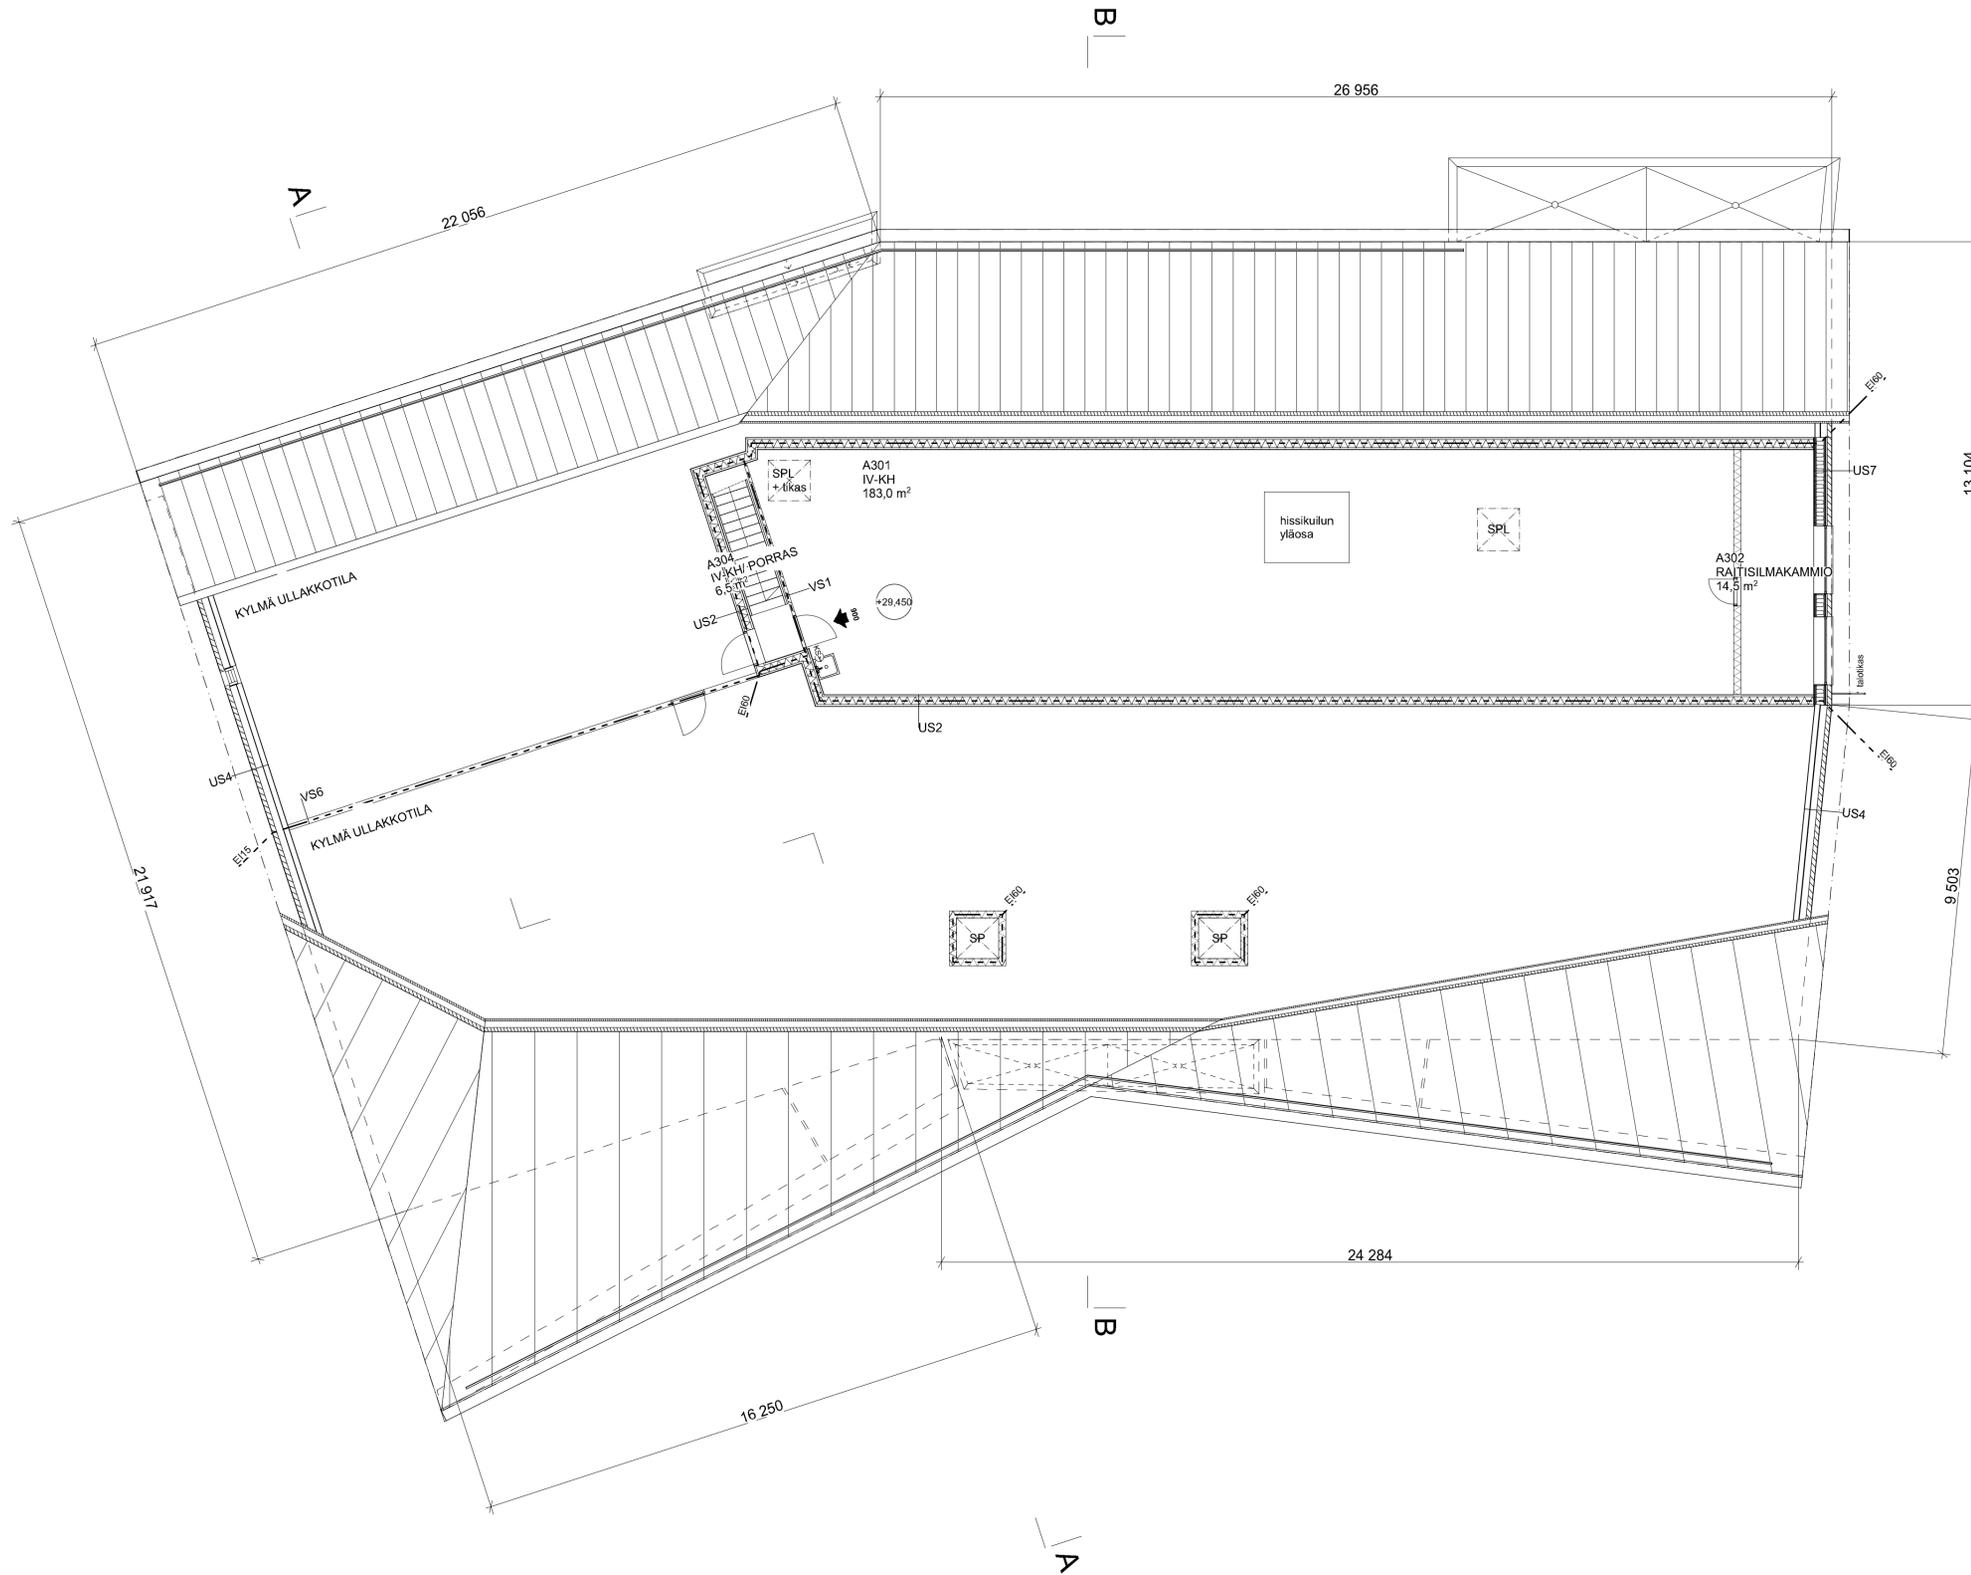 B
26 956
A
22 056
EI60
13 104
US7
A301
IV-KH
183,0 m²
SPL
+ tikas
hissikuilun
yläosa
SPL
A302
RAITISILMAKAMMIO
14,5 m²
A304
IV-KH/ PORRAS
6,5 m²
VS1
KYLMÄ ULLAKKOTILA
+29,450
900
US2
talotikas
EI60
US2
EI60
US4
VS6
KYLMÄ ULLAKKOTILA
US4
EI15
21 917
9 503
EI60
EI60
SP
SP
24 284
B
16 250
A